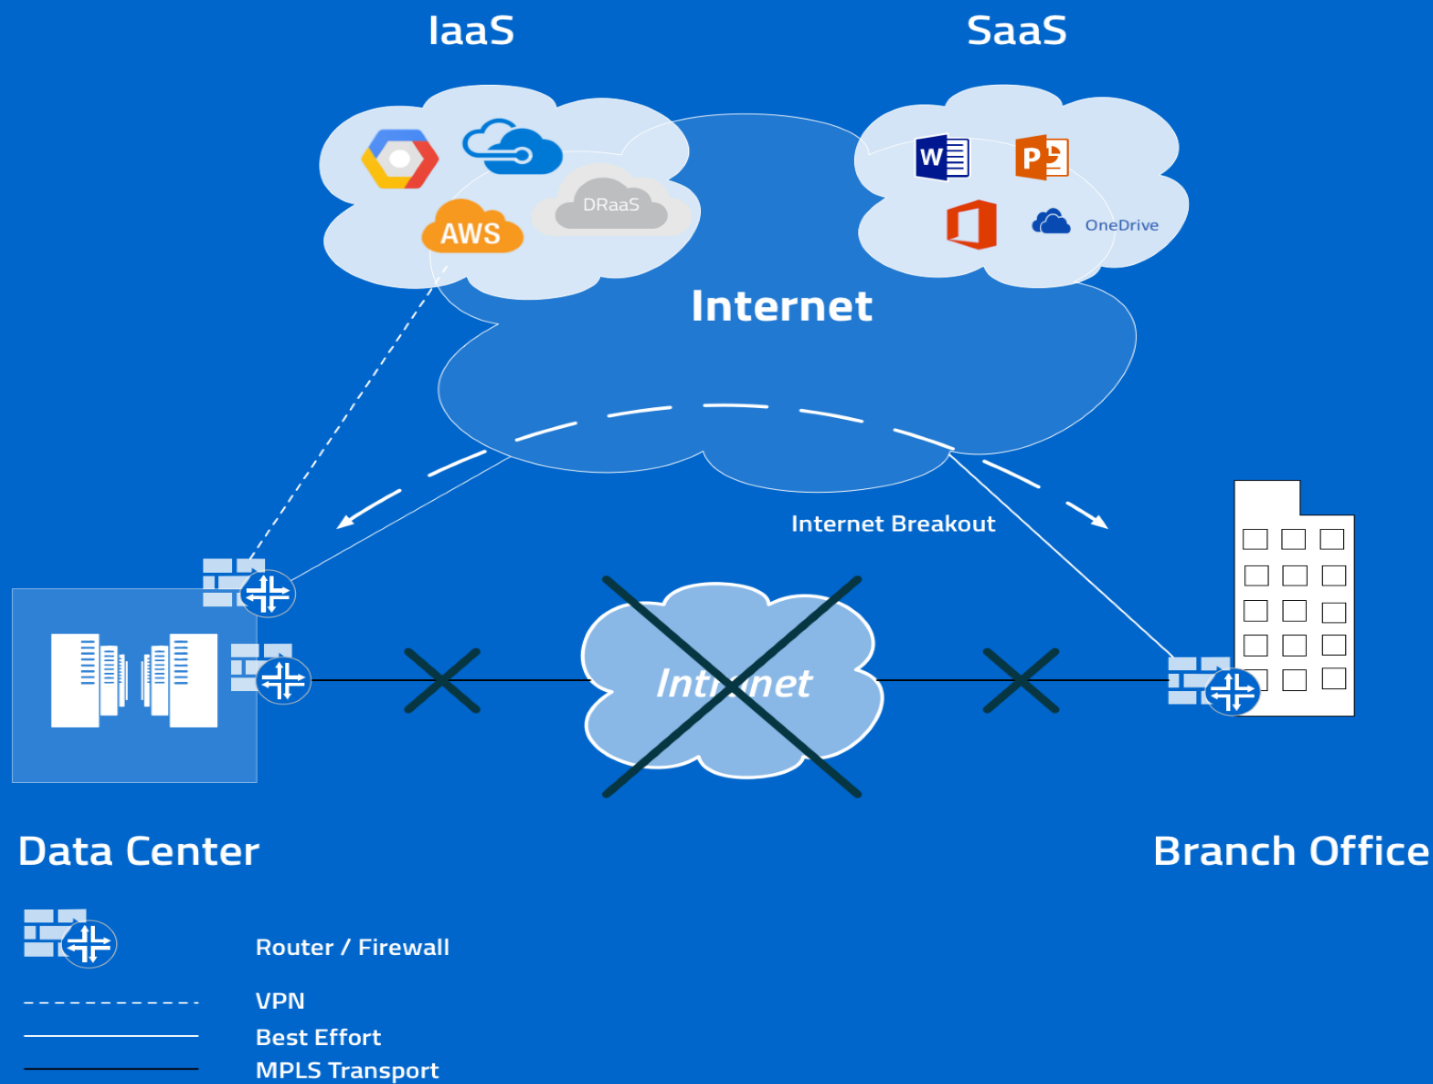 IaaS
SaaS
DRaaS
AWS
W
P
OneDrive
Internet
Internet Breakout
Intranet
Data Center
Branch Office
Router / Firewall
VPN
Best Effort
MPLS Transport